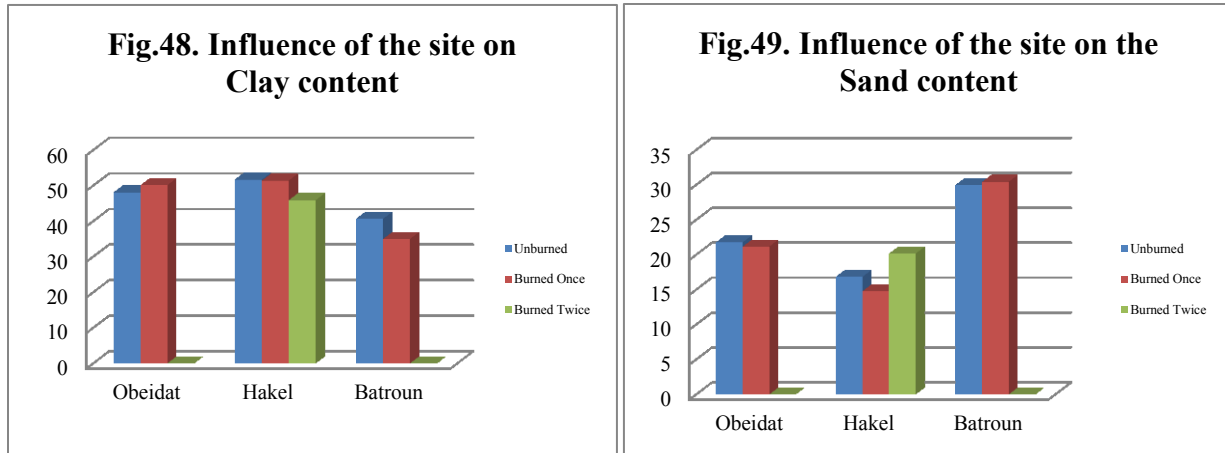 Fig.48. Influence of the site on
Clay content
60
50
40
30
20
10
0
Obeidat Hakel Batroun
Unburned
Burned Once
Burned Twice
Fig.49. Influence of the site on the
Sand content
35
30
25
20
15
10
5
0
Obeidat Hakel Batroun
Unburned
Burned Once
Burned Twice